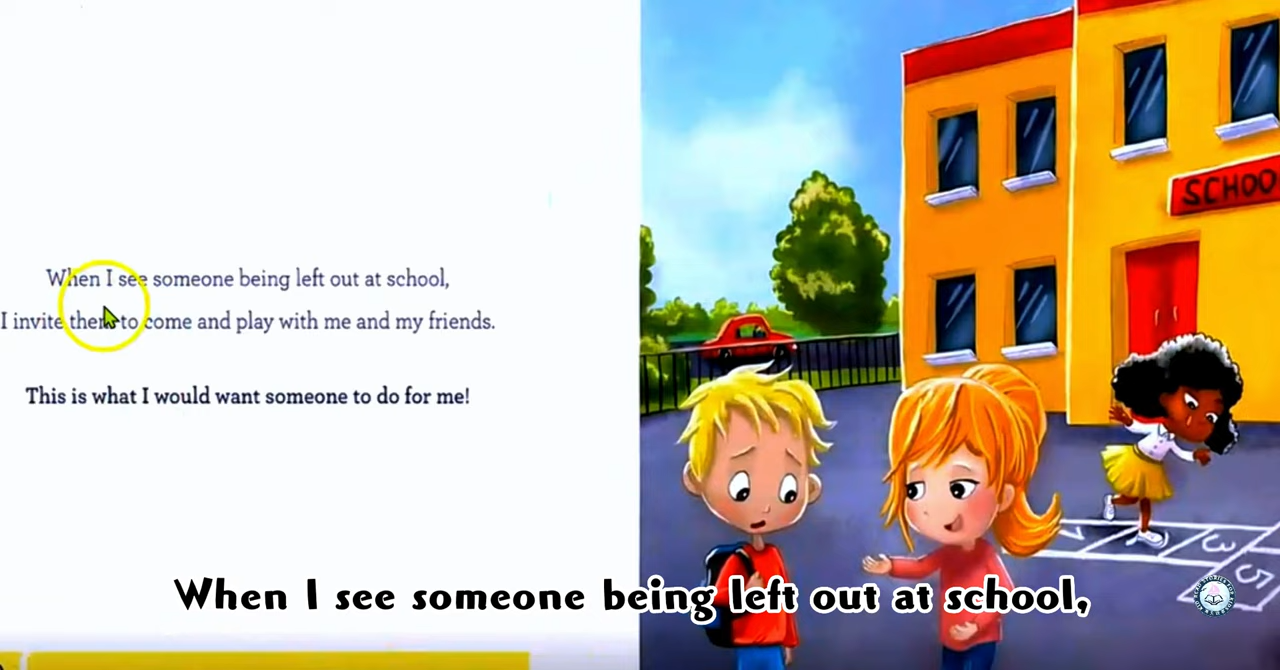 When I see someone being left out at school,
I invite them to come and play with me and my friends.
This is what I would want someone to do for me!
SCHOO
3
5
When I see someone being left out at school,